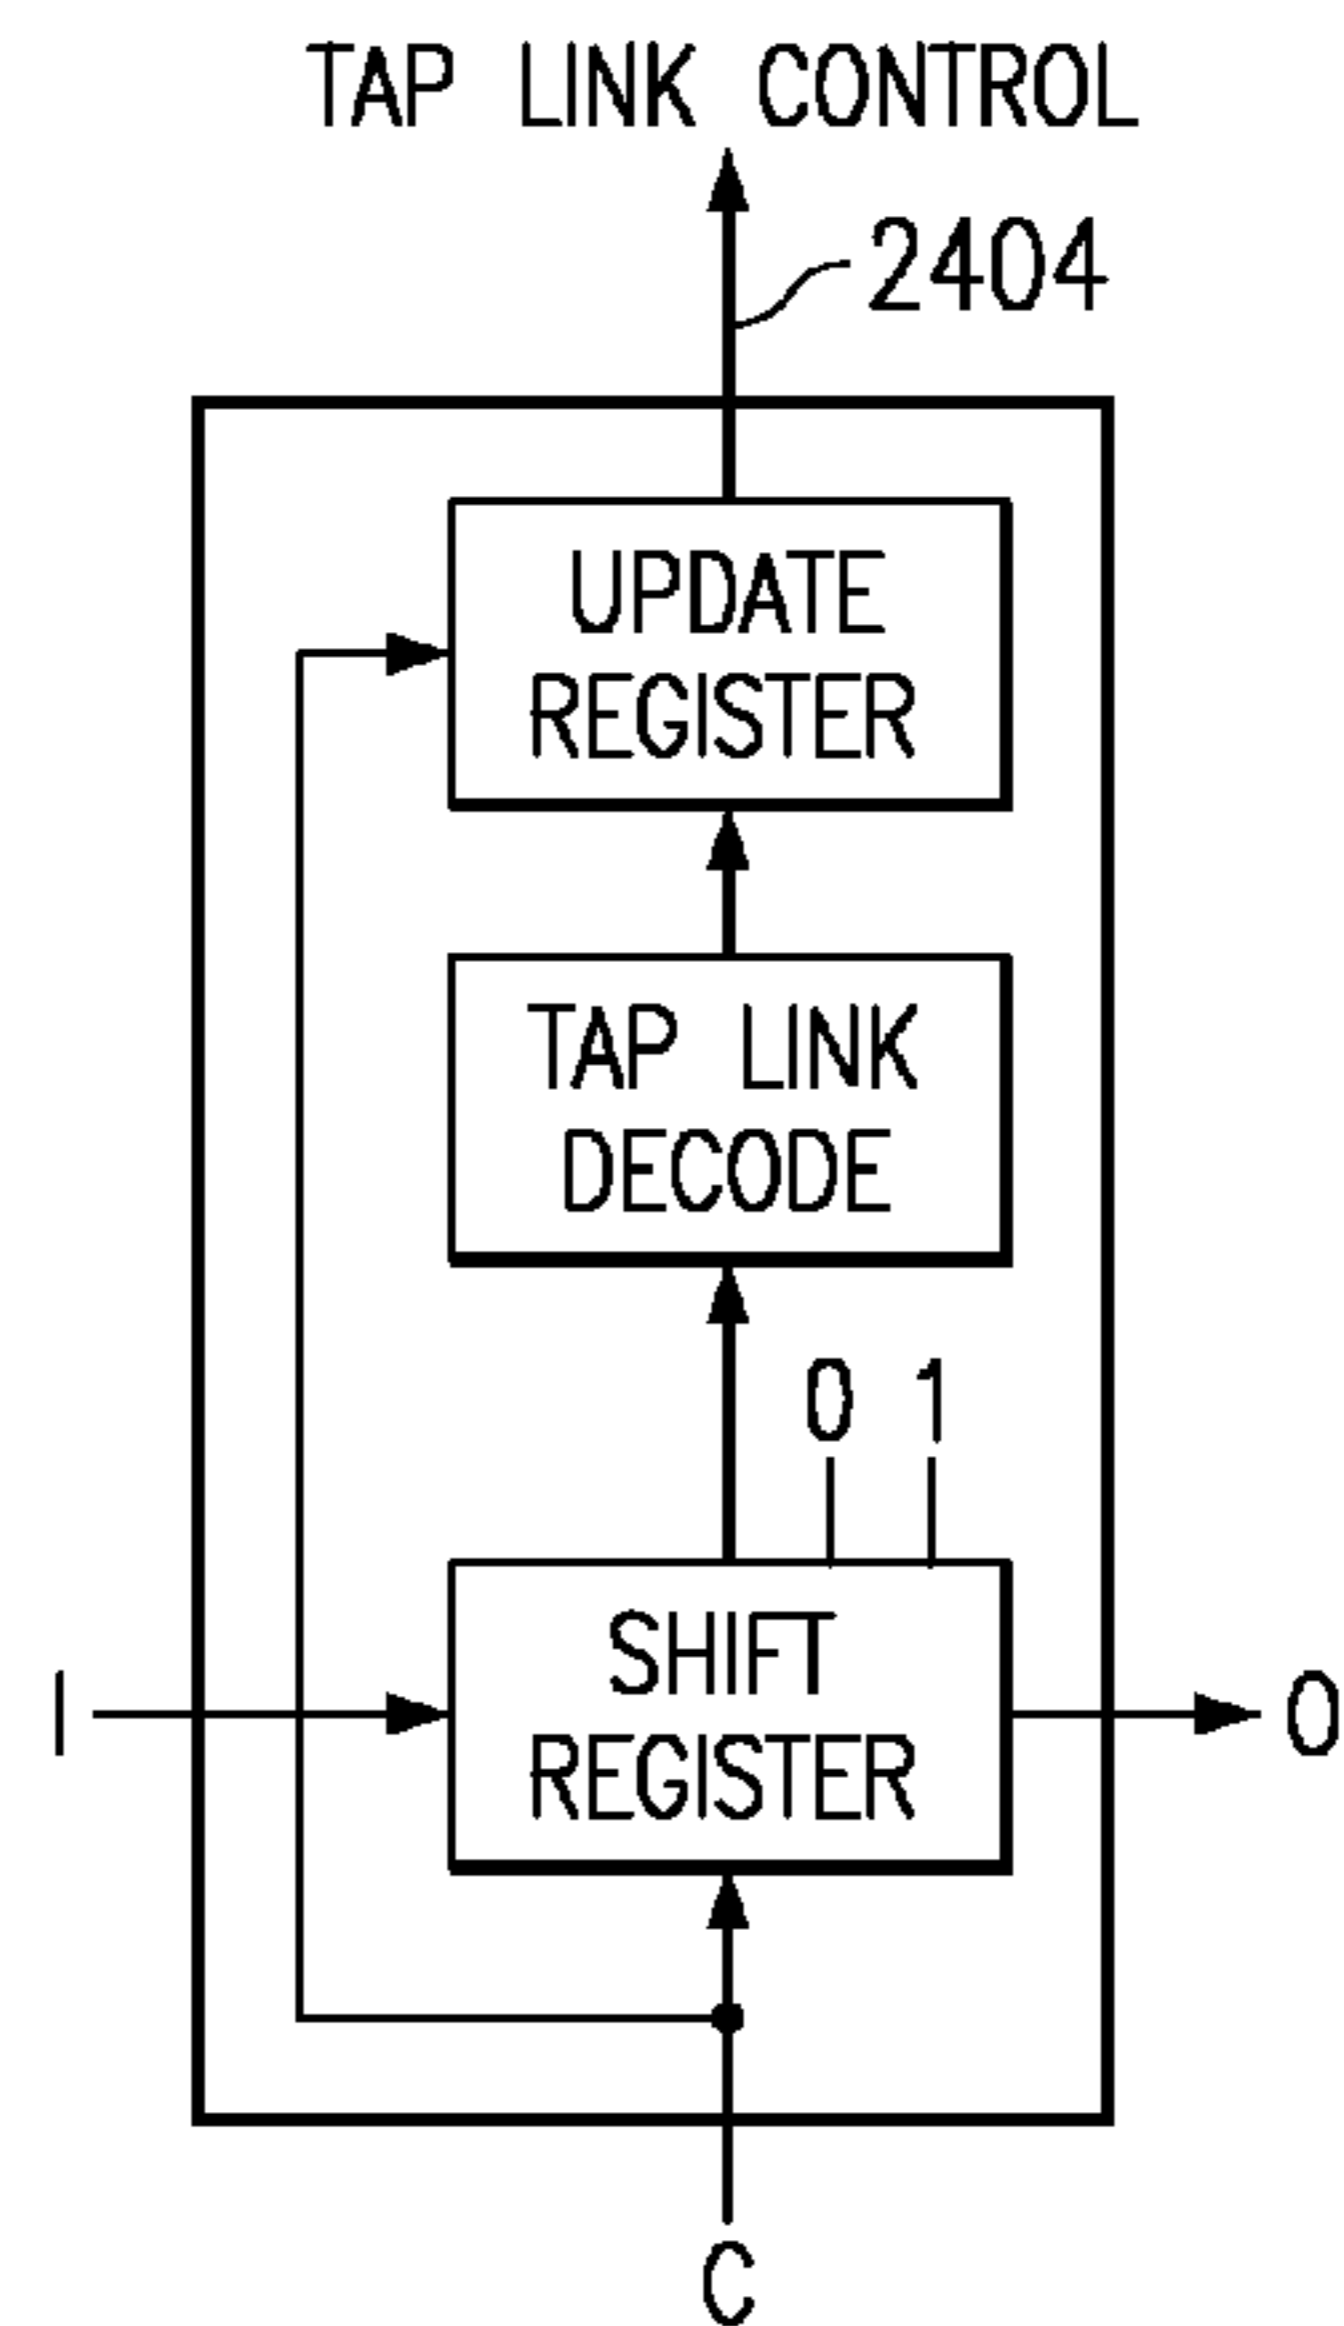 TAP LINK CONTROL
2404
UPDATE
REGISTER
TAP LINK
DECODE
0 1
SHIFT
REGISTER
I
O
C